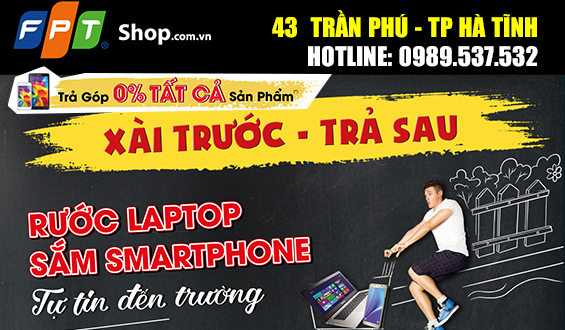 FPT Shop.com.vn
43 TRẦN PHÚ - TP HÀ TĨNH
HOTLINE: 0989.537.532
Trả Góp 0% TẤT CẢ Sản Phẩm
XÀI TRƯỚC - TRẢ SAU
RƯỚC LAPTOP
SẮM SMARTPHONE
Tự tin đến trường